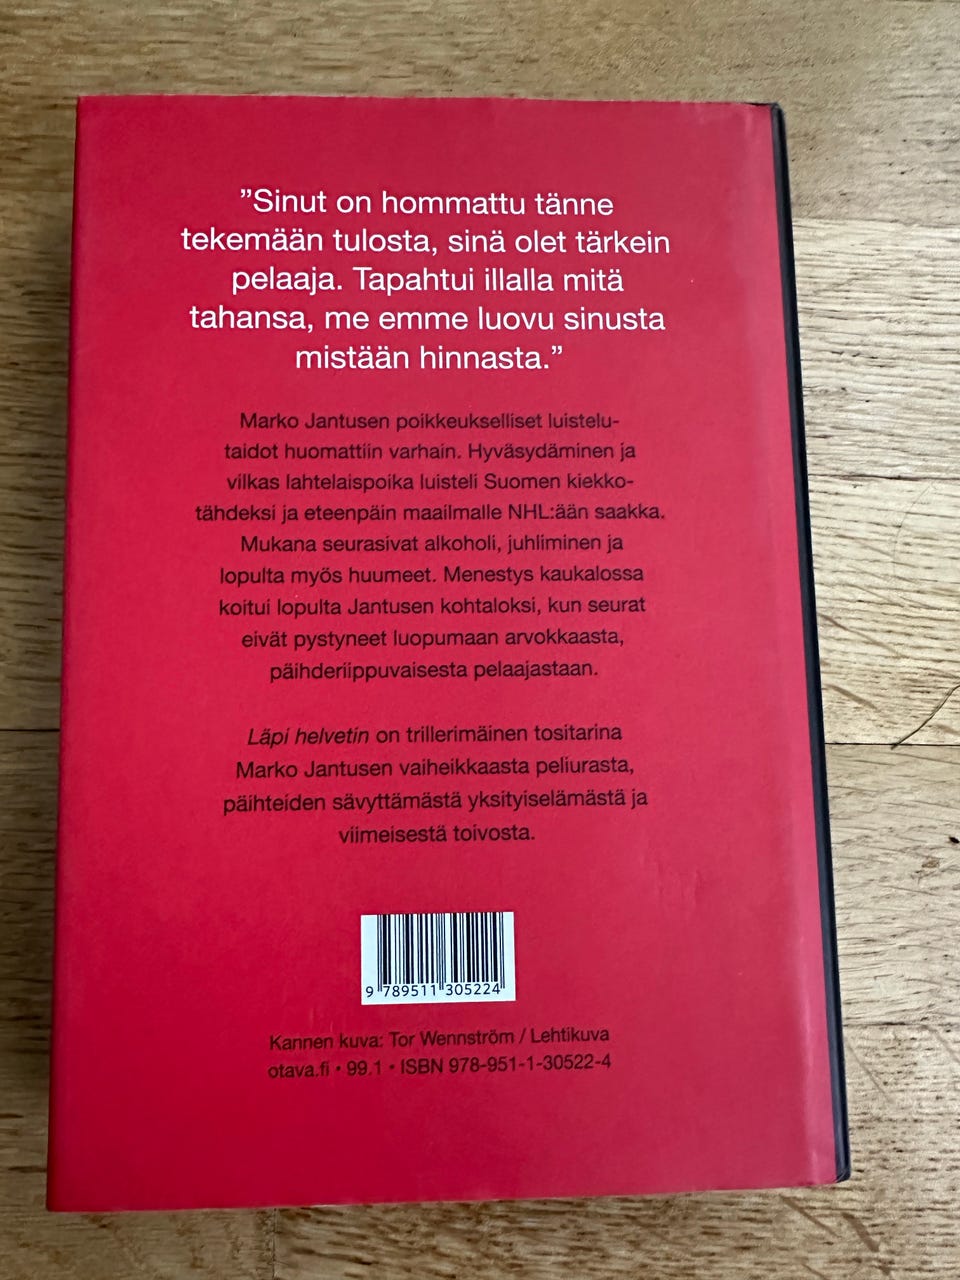 ”Sinut on hommattu tänne
tekemään tulosta, sinä olet tärkein
pelaaja. Tapahtui illalla mitä
tahansa, me emme luovu sinusta
mistään hinnasta.”
Marko Jantusen poikkeukselliset luistelu-
taidot huomattiin varhain. Hyväsydäminen ja
vilkas lahtelaispoika luisteli Suomen kiekko-
tähdeksi ja eteenpäin maailmalle NHL:ään saakka.
Mukana seurasivat alkoholi, juhliminen ja
lopulta myös huumeet. Menestys kaukalossa
koitui lopulta Jantusen kohtaloksi, kun seurat
eivät pystyneet luopumaan arvokkaasta,
päihderiippuvaisesta pelaajastaan.
Läpi helvetin on trillerimäinen tositarina
Marko Jantusen vaiheikkaasta peliurasta,
päihteiden sävyttämästä yksityiselämästä ja
viimeisestä toivosta.
9 789511 305224
Kannen kuva: Tor Wennström / Lehtikuva
otava.fi • 99.1 • ISBN 978-951-1-30522-4